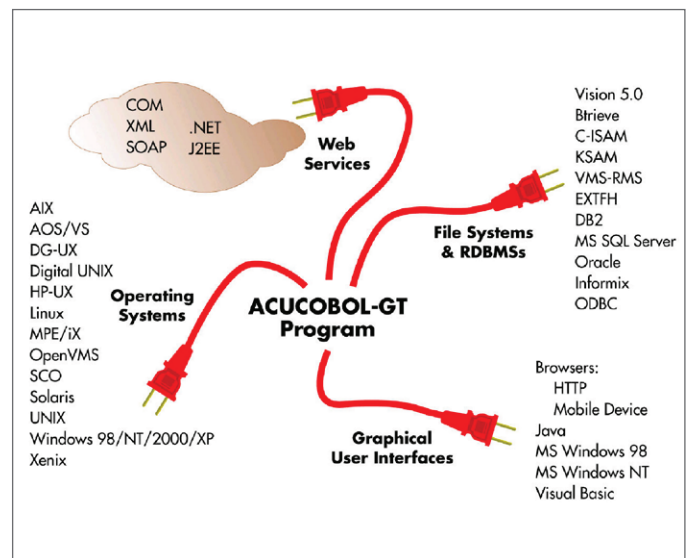 COM
XML .NET
SOAP J2EE
Web
Services
Vision 5.0
Btrieve
C-ISAM
KSAM
VMS-RMS
EXTFH
DB2
MS SQL Server
Oracle
Informix
ODBC
File Systems
& RDBMSs
AIX
AOS/VS
DG-UX
Digital UNIX
HP-UX
Linux
MPE/iX
OpenVMS
SCO
Solaris
UNIX
Windows 98/NT/2000/XP
Xenix
Operating
Systems
ACUCOBOL-GT
Program
Graphical
User Interfaces
Browsers:
HTTP
Mobile Device
Java
MS Windows 98
MS Windows NT
Visual Basic